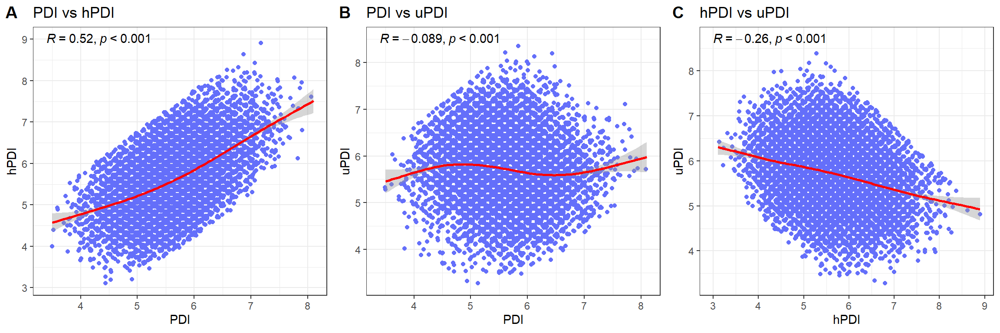 A PDI vs hPDI
R = 0.52, p < 0.001
hPDI
9
8
7
6
5
4
3
4 5 6 7 8
PDI
B PDI vs uPDI
R = −0.089, p < 0.001
uPDI
8
7
6
5
4
4 5 6 7 8
PDI
C hPDI vs uPDI
R = −0.26, p < 0.001
uPDI
8
7
6
5
4
3 4 5 6 7 8 9
hPDI